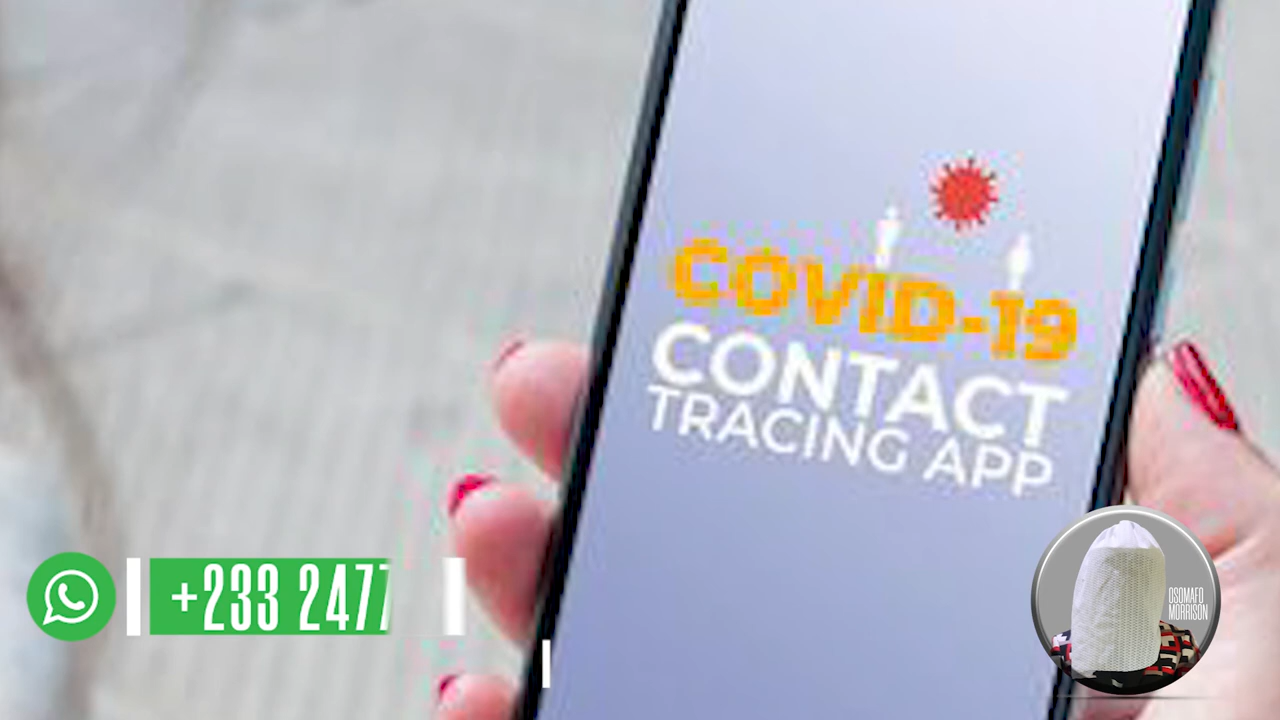 COVID-19
CONTACT
TRACING APP
+233 247
OSOMAFO
MORRISON